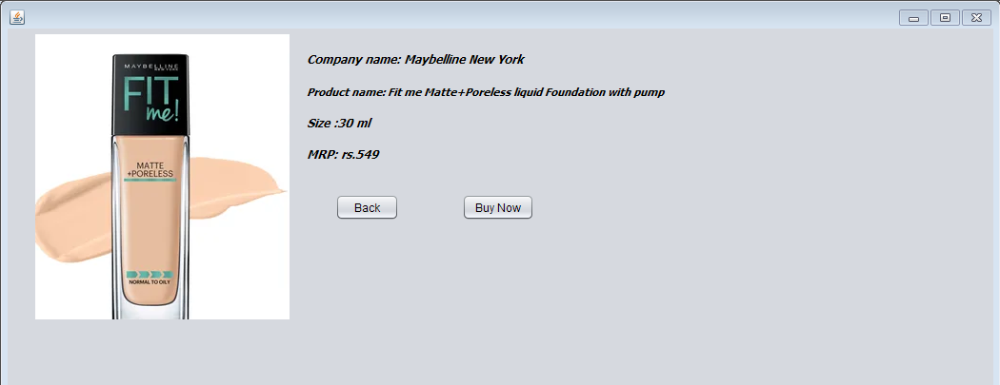 MAYBELLINE
NEW YORK
FIT
me!
MATTE
+PORELESS
NORMAL TO OILY
Company name: Maybelline New York
Product name: Fit me Matte+Poreless liquid Foundation with pump
Size :30 ml
MRP: rs.549
Back
Buy Now